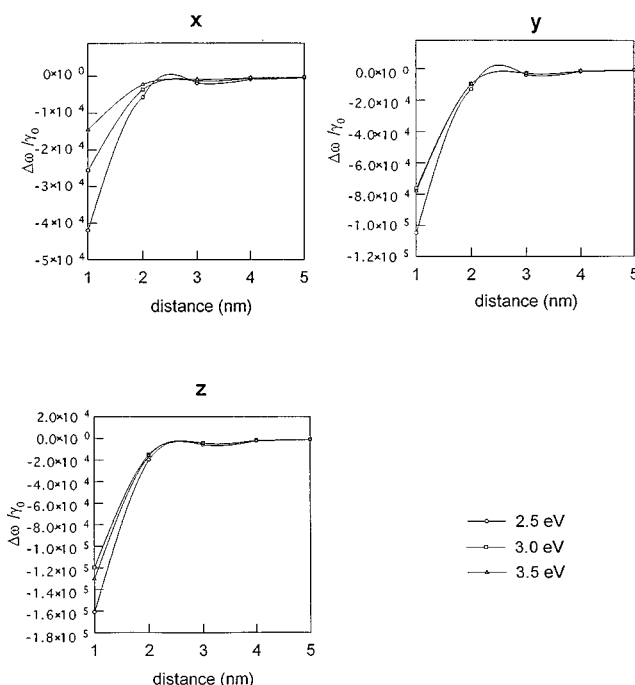 x
0×10 0
-1×10 4
-2×10 4
-3×10 4
-4×10 4
-5×10 4
Δω/γ0
1 2 3 4 5
distance (nm)
y
0.0×10 0
-2.0×10 4
-4.0×10 4
-6.0×10 4
-8.0×10 4
-1.0×10 5
-1.2×10 5
Δω/γ0
1 2 3 4 5
distance (nm)
z
2.0×10 4
0.0×10 0
-2.0×10 4
-4.0×10 4
-6.0×10 4
-8.0×10 4
-1.0×10 5
-1.2×10 5
-1.4×10 5
-1.6×10 5
-1.8×10 5
Δω/γ0
1 2 3 4 5
distance (nm)
2.5 eV
3.0 eV
3.5 eV